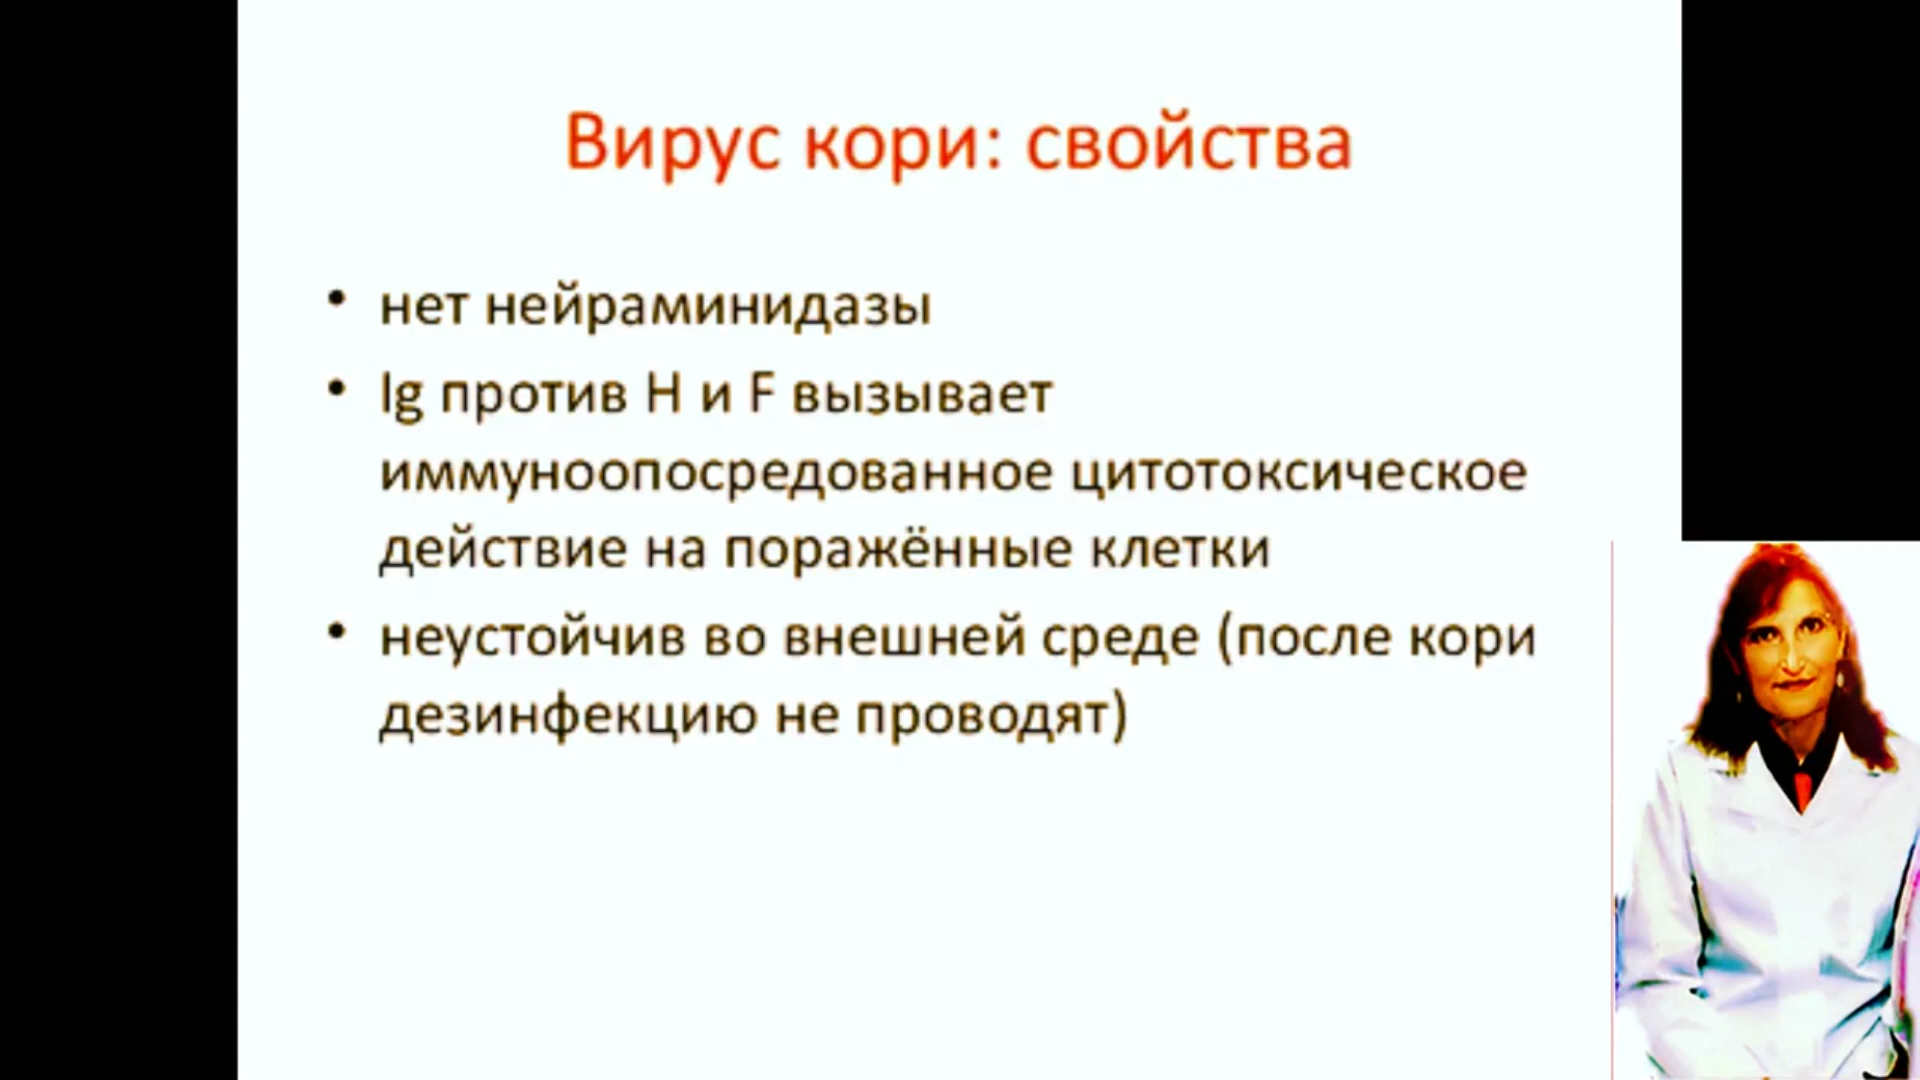 Вирус кори: свойства
• нет нейраминидазы
• Ig против H и F вызывает
иммуноопосредованное цитотоксическое
действие на поражённые клетки
• неустойчив во внешней среде (после кори
дезинфекцию не проводят)